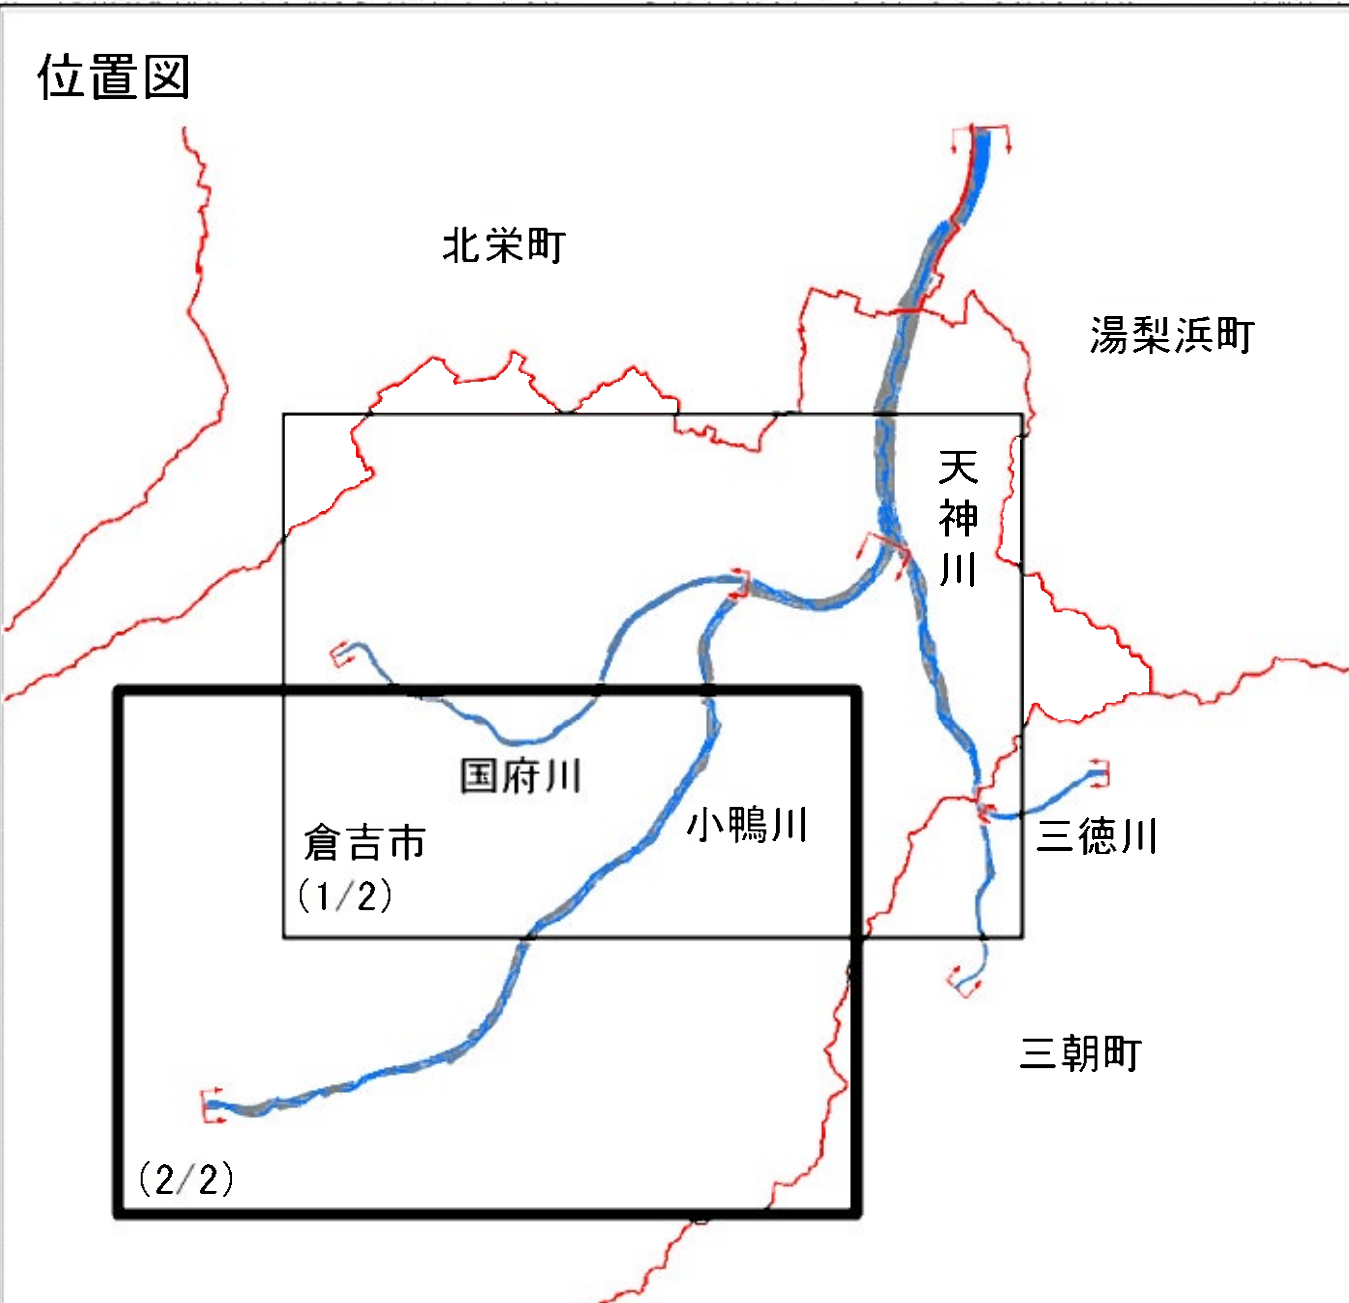 位置図
北栄町
湯梨浜町
天神川
国府川
小鴨川
倉吉市
(1/2)
三徳川
三朝町
(2/2)